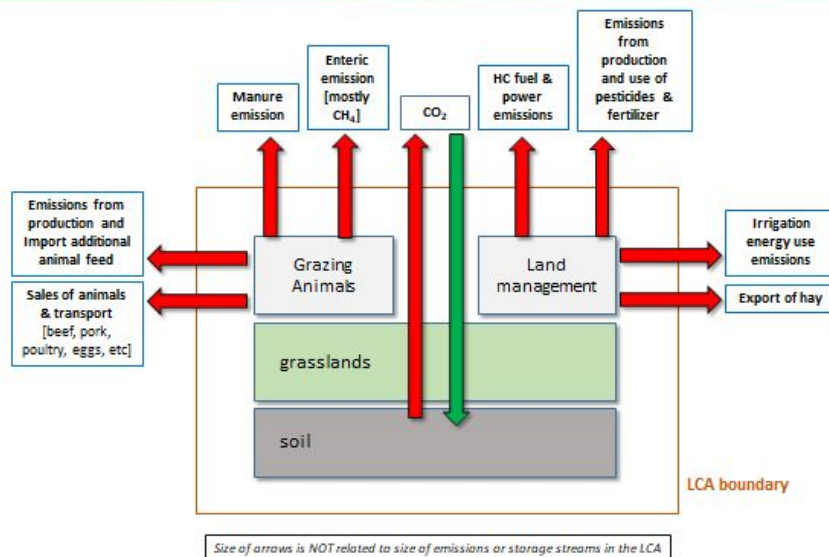 Emissions
from
production
and use of
pesticides &
fertilizer
Enteric
emission
[mostly
CH₄]
HC fuel &
power
emissions
Manure
emission
CO₂
Emissions from
production and
Import additional
animal feed
Sales of animals
& transport
[beef, pork,
poultry, eggs, etc]
Grazing
Animals
Land
management
Irrigation
energy use
emissions
Export of hay
grasslands
soil
LCA boundary
Size of arrows is NOT related to size of emissions or storage streams in the LCA